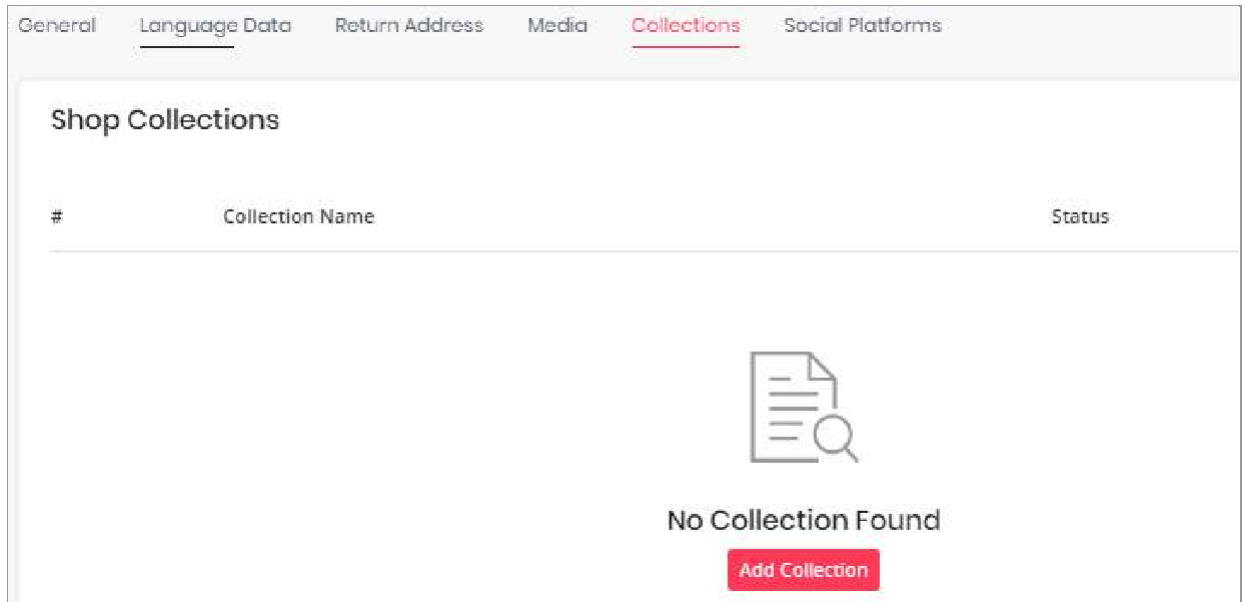 General Language Data Return Address Media Collections Social Platforms
Shop Collections
# Collection Name Status
No Collection Found
Add Collection